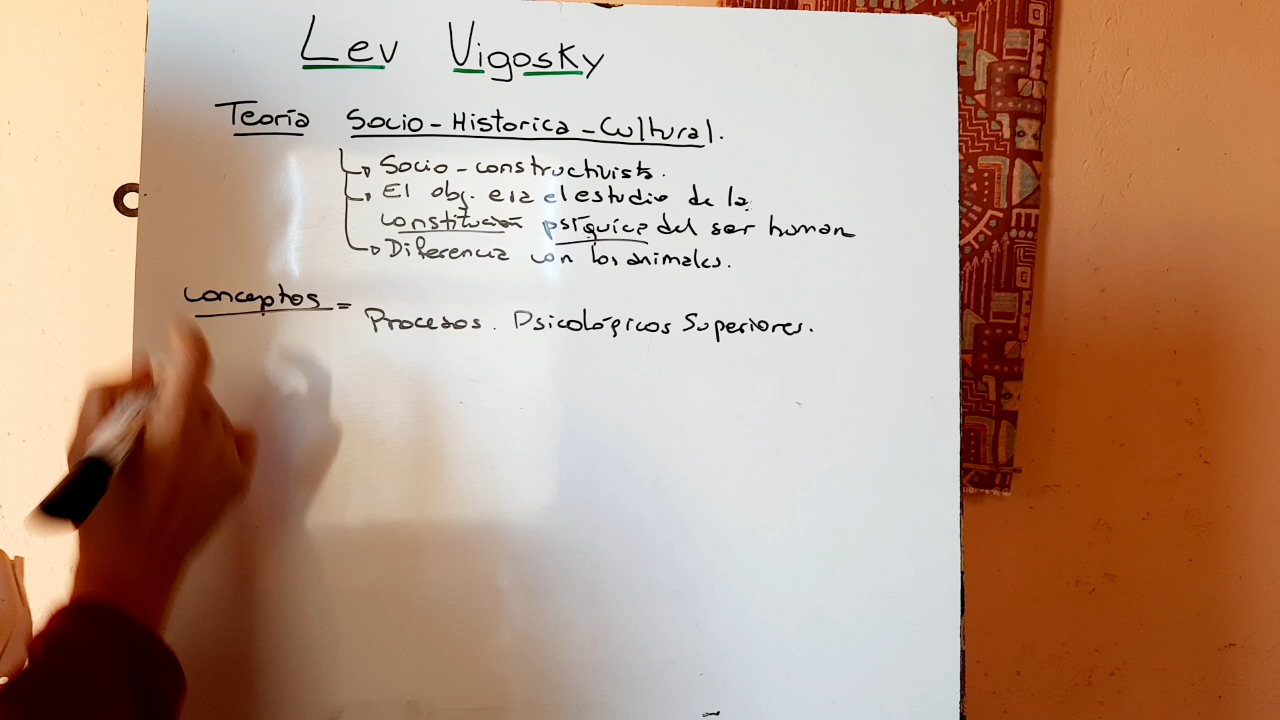 Lev Vigosky
Teoría Socio-Historica-Cultural.
Socio-constructivista.
El obj. era el estudio de la
constitución psíquica del ser human
Diferencia con los animales.
conceptos =
Procesos. Psicológicos Superiores.